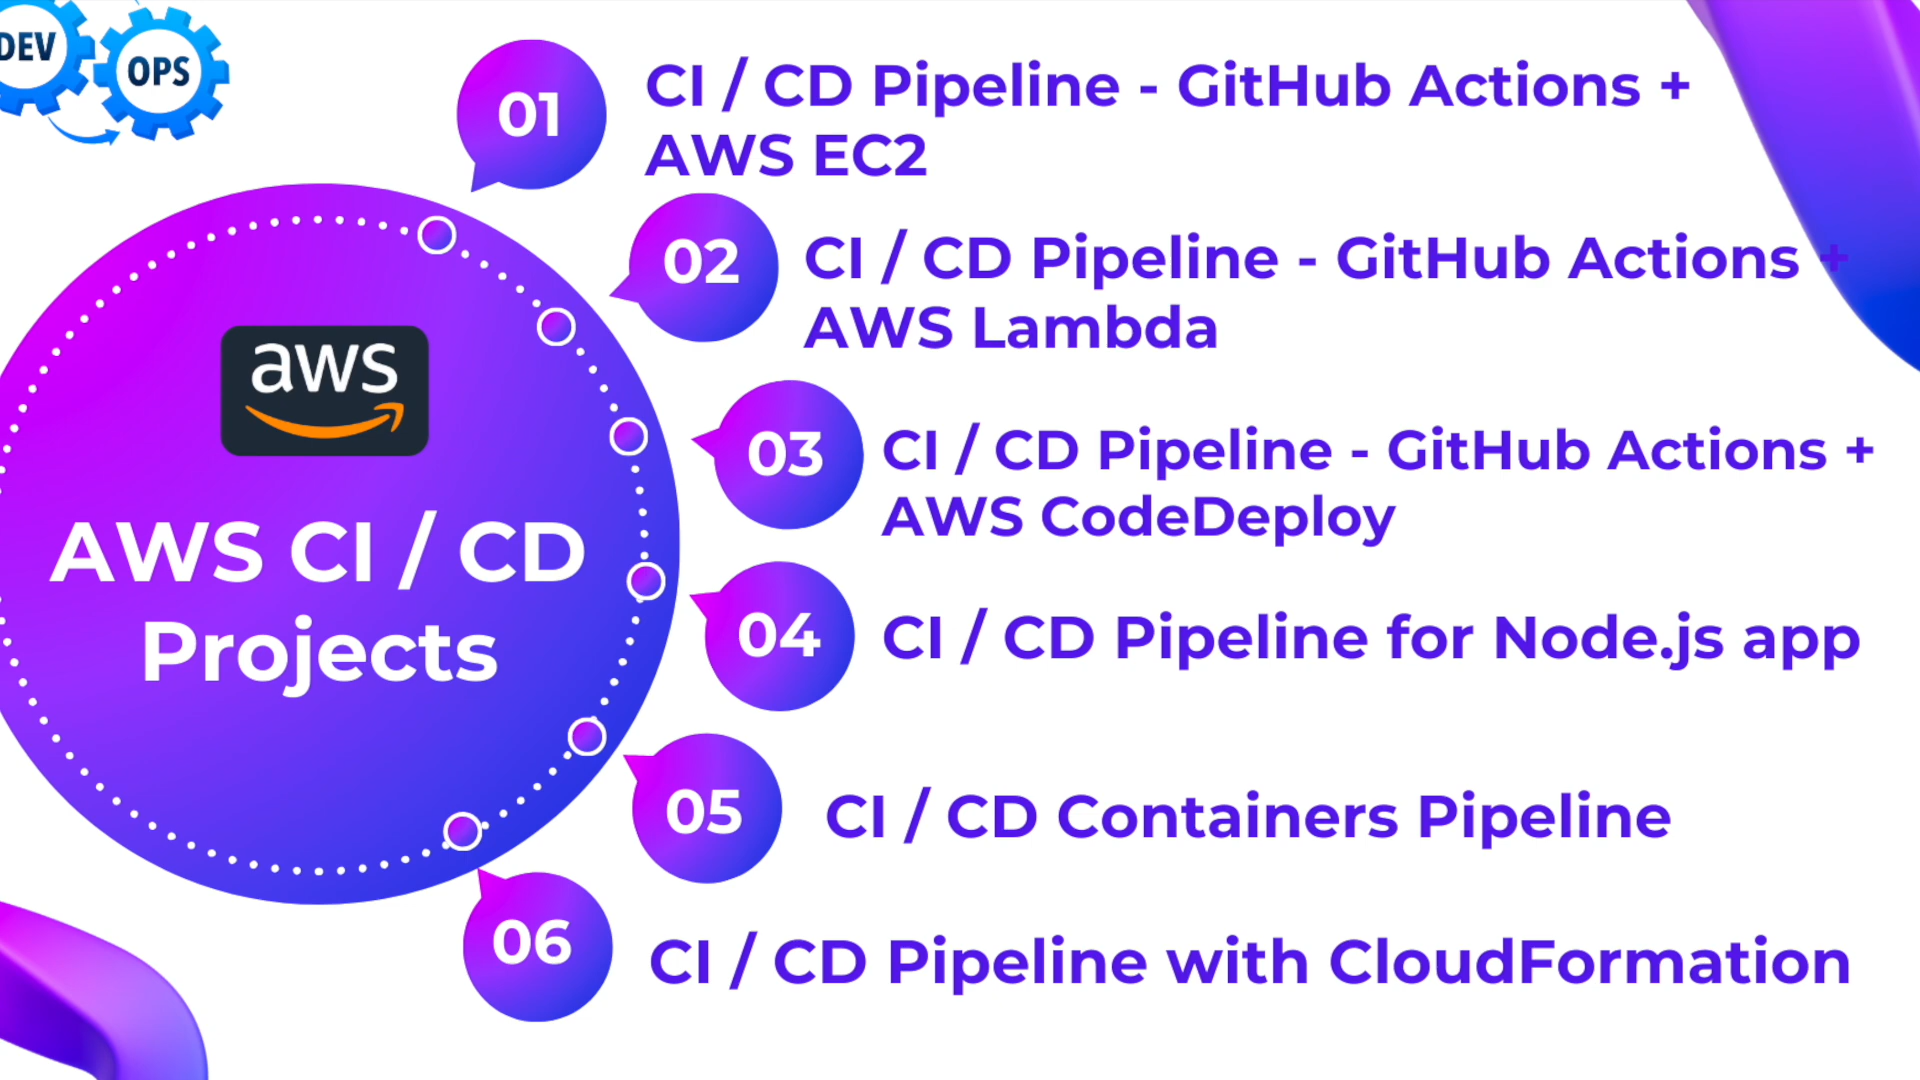 DEV
OPS
aws
AWS CI / CD
Projects
01
CI / CD Pipeline - GitHub Actions +
AWS EC2
02
CI / CD Pipeline - GitHub Actions +
AWS Lambda
03
CI / CD Pipeline - GitHub Actions +
AWS CodeDeploy
04
CI / CD Pipeline for Node.js app
05
CI / CD Containers Pipeline
06
CI / CD Pipeline with CloudFormation